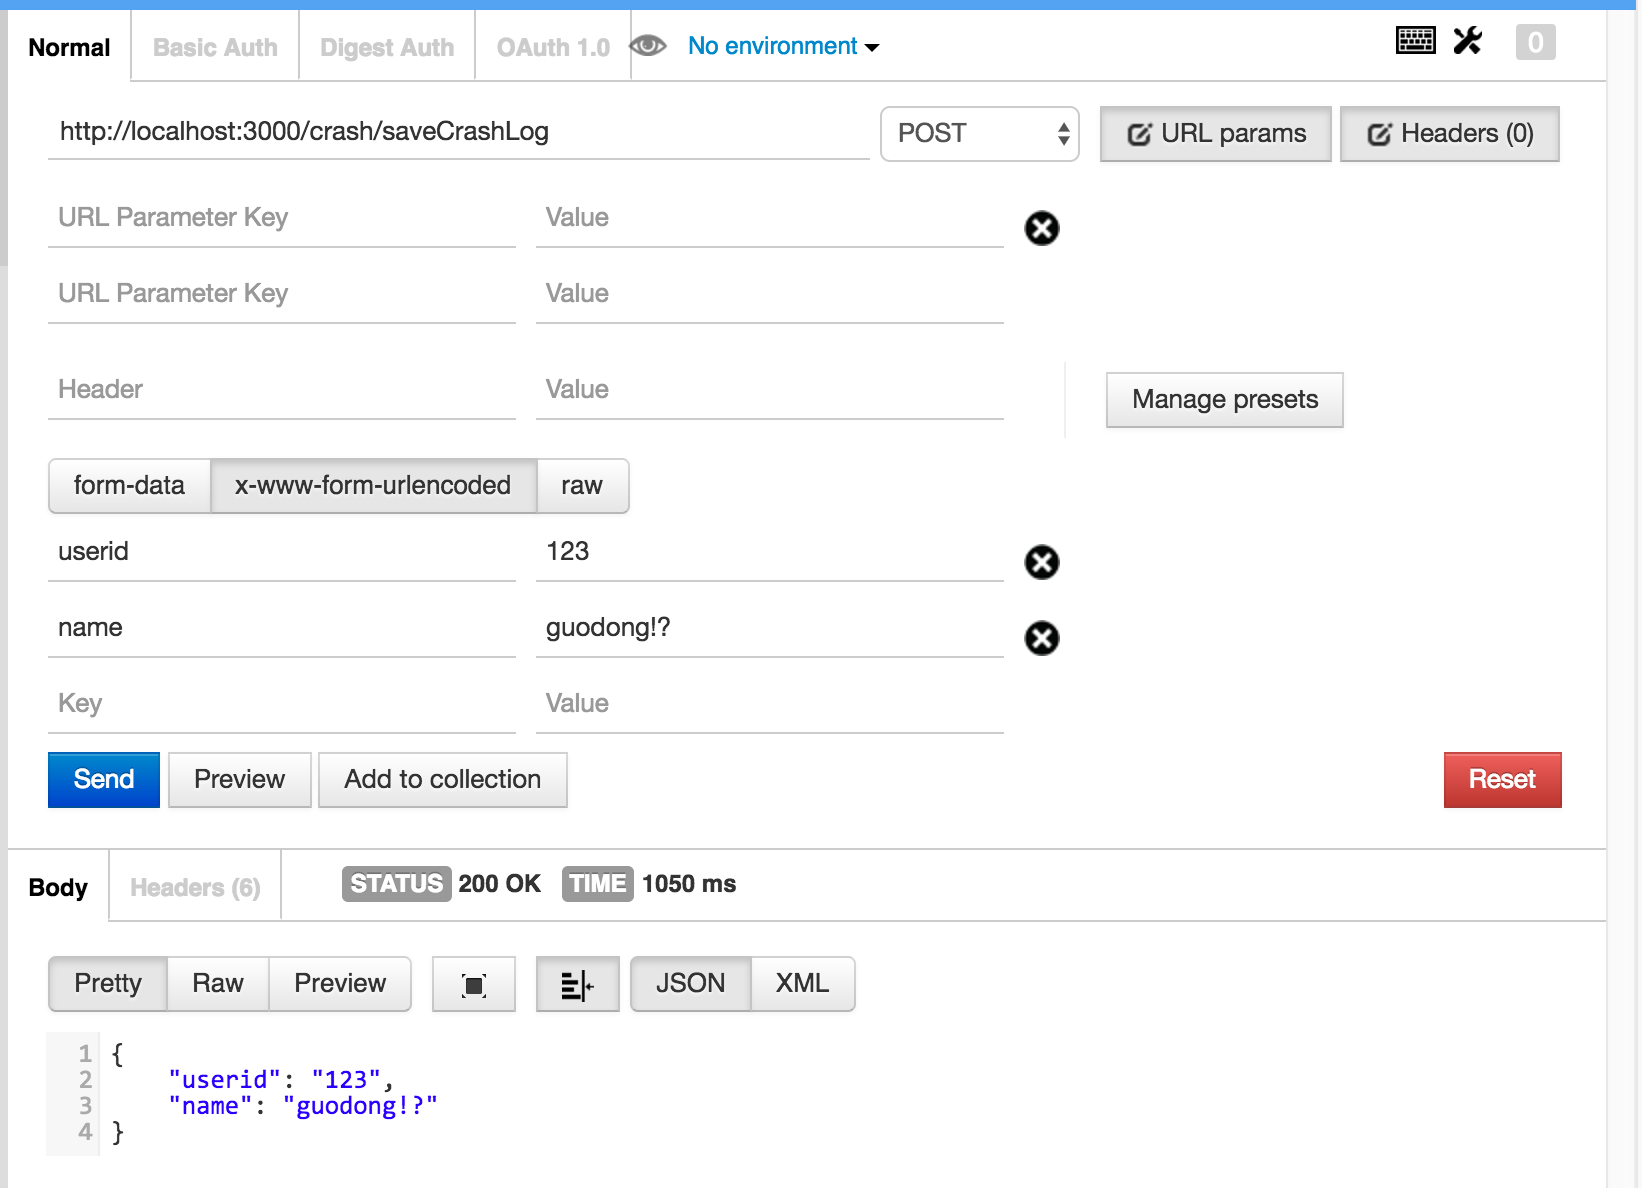 Normal Basic Auth Digest Auth OAuth 1.0 No environment 0
http://localhost:3000/crash/saveCrashLog POST URL params Headers (0)
URL Parameter Key Value
URL Parameter Key Value
Header Value Manage presets
form-data x-www-form-urlencoded raw
userid 123
name guodong!?
Key Value
Send Preview Add to collection Reset
Body Headers (6) STATUS 200 OK TIME 1050 ms
Pretty Raw Preview JSON XML
1 {
2 "userid": "123",
3 "name": "guodong!?"
4 }